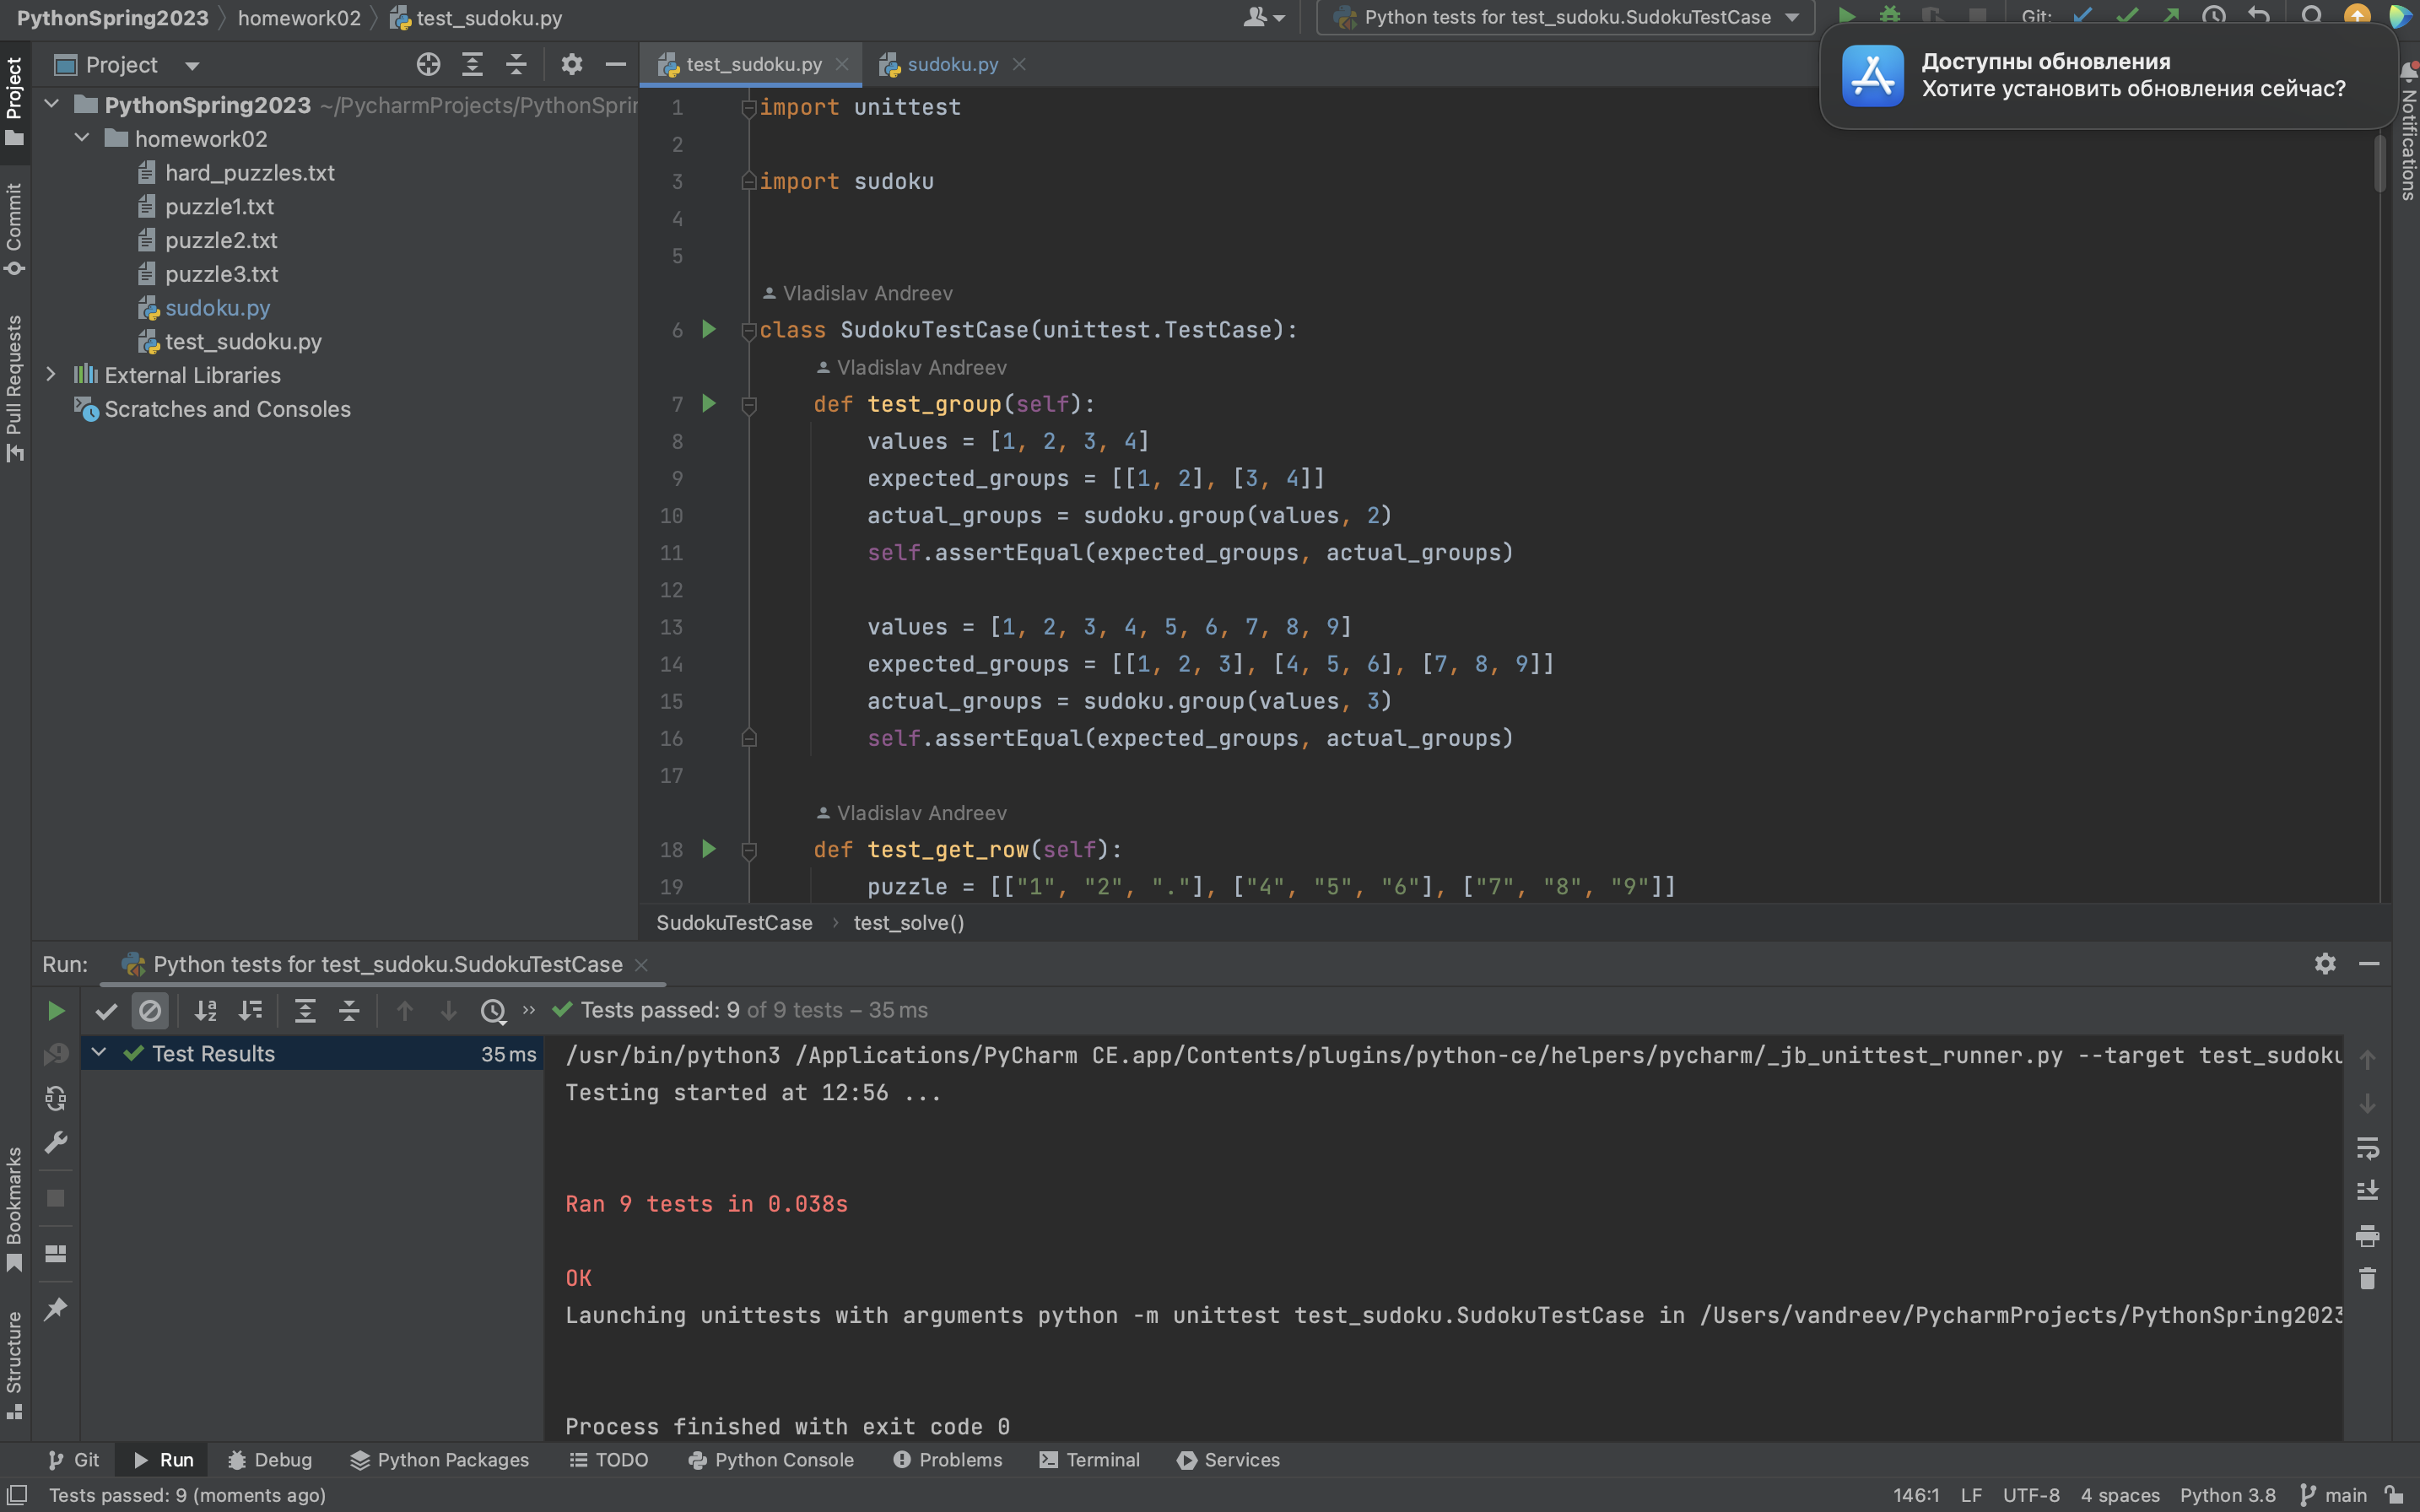 PythonSpring2023 homework02 test_sudoku.py
Python tests for test_sudoku.SudokuTestCase
Git:
Доступны обновления
Хотите установить обновления сейчас?
Project
test_sudoku.py
sudoku.py
PythonSpring2023 ~/PycharmProjects/PythonSprin
homework02
hard_puzzles.txt
puzzle1.txt
puzzle2.txt
puzzle3.txt
sudoku.py
test_sudoku.py
External Libraries
Scratches and Consoles
Project
Commit
Pull Requests
Bookmarks
Structure
Notifications
1 import unittest
2
3 import sudoku
4
5
Vladislav Andreev
6 class SudokuTestCase(unittest.TestCase):
Vladislav Andreev
7 def test_group(self):
8 values = [1, 2, 3, 4]
9 expected_groups = [[1, 2], [3, 4]]
10 actual_groups = sudoku.group(values, 2)
11 self.assertEqual(expected_groups, actual_groups)
12
13 values = [1, 2, 3, 4, 5, 6, 7, 8, 9]
14 expected_groups = [[1, 2, 3], [4, 5, 6], [7, 8, 9]]
15 actual_groups = sudoku.group(values, 3)
16 self.assertEqual(expected_groups, actual_groups)
17
Vladislav Andreev
18 def test_get_row(self):
19 puzzle = [["1", "2", "."], ["4", "5", "6"], ["7", "8", "9"]]
SudokuTestCase test_solve()
Run: Python tests for test_sudoku.SudokuTestCase
Tests passed: 9 of 9 tests – 35 ms
Test Results 35 ms
/usr/bin/python3 /Applications/PyCharm CE.app/Contents/plugins/python-ce/helpers/pycharm/_jb_unittest_runner.py --target test_sudoku
Testing started at 12:56 ...
Ran 9 tests in 0.038s
OK
Launching unittests with arguments python -m unittest test_sudoku.SudokuTestCase in /Users/vandreev/PycharmProjects/PythonSpring2023
Process finished with exit code 0
Git Run Debug Python Packages TODO Python Console Problems Terminal Services
Tests passed: 9 (moments ago)
146:1 LF UTF-8 4 spaces Python 3.8 main